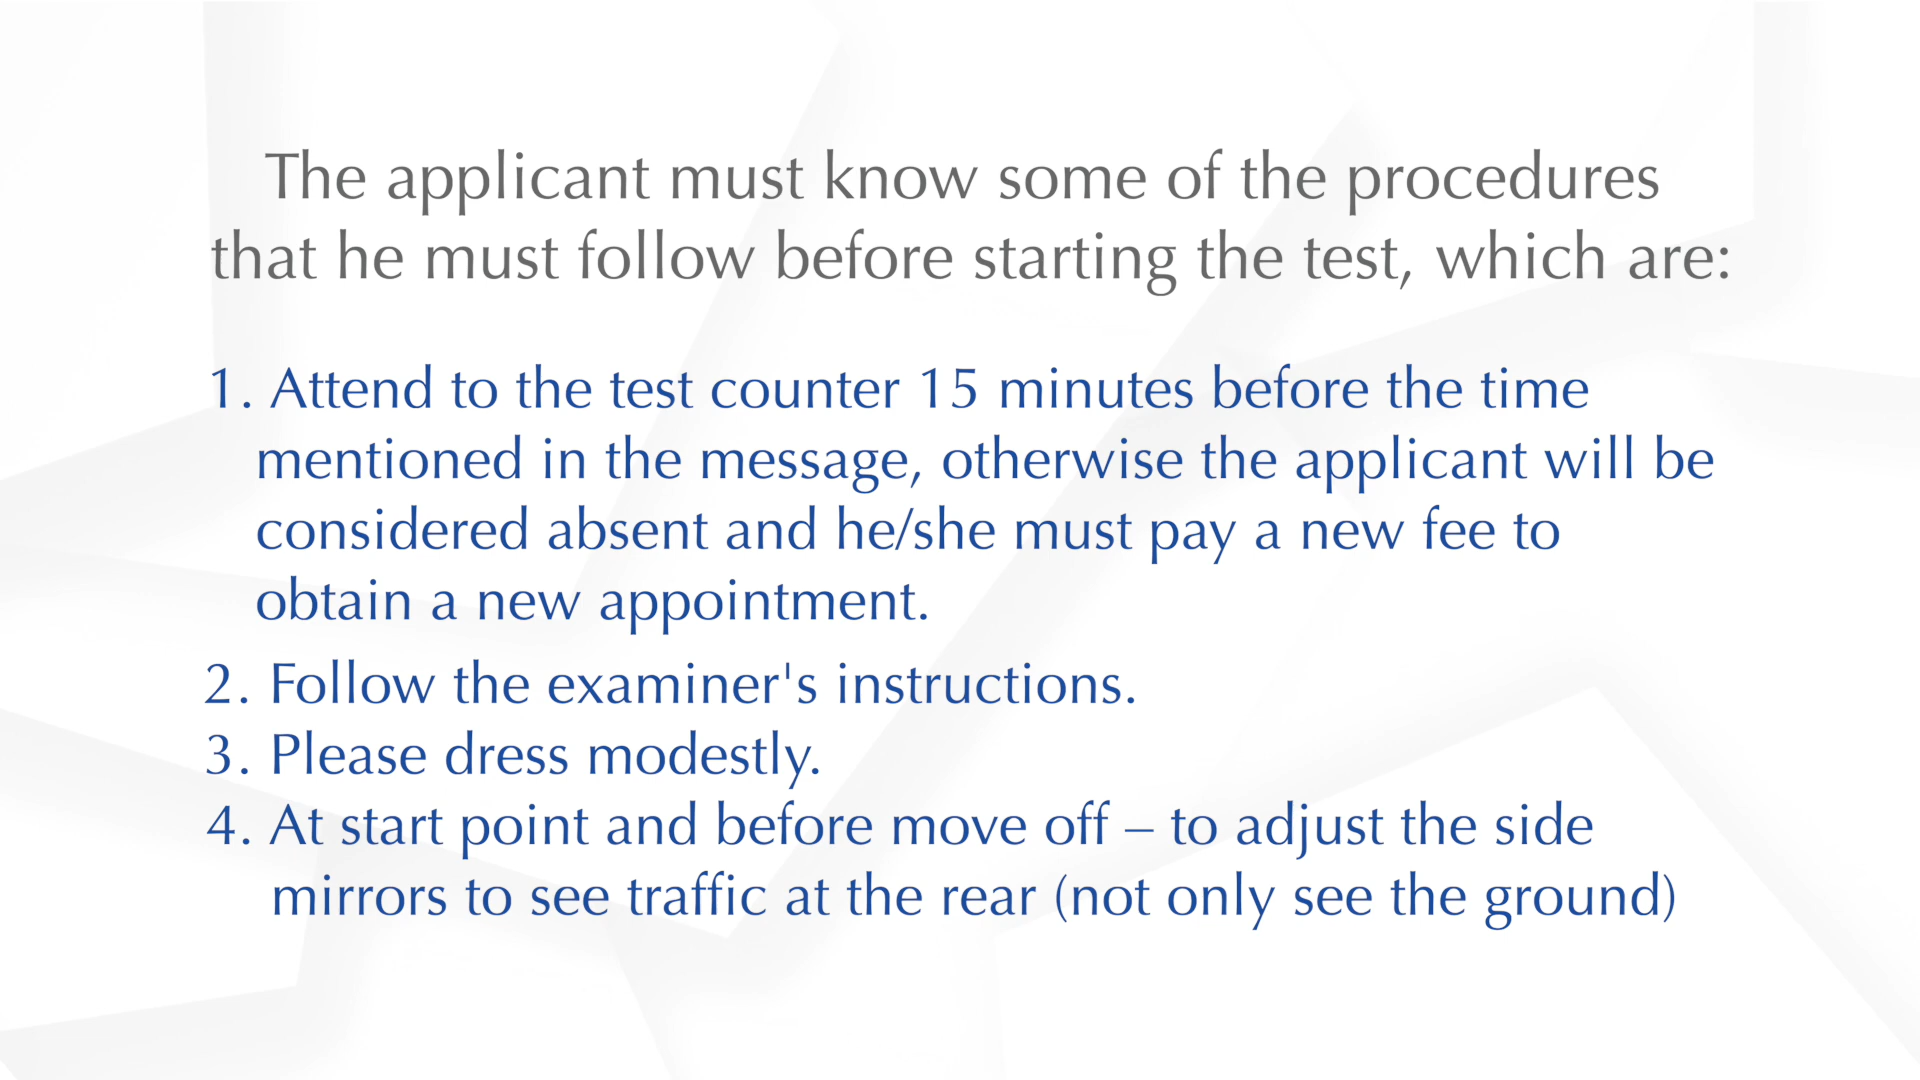 The applicant must know some of the procedures
that he must follow before starting the test, which are:
1. Attend to the test counter 15 minutes before the time
mentioned in the message, otherwise the applicant will be
considered absent and he/she must pay a new fee to
obtain a new appointment.
2. Follow the examiner's instructions.
3. Please dress modestly.
4. At start point and before move off – to adjust the side
mirrors to see traffic at the rear (not only see the ground)